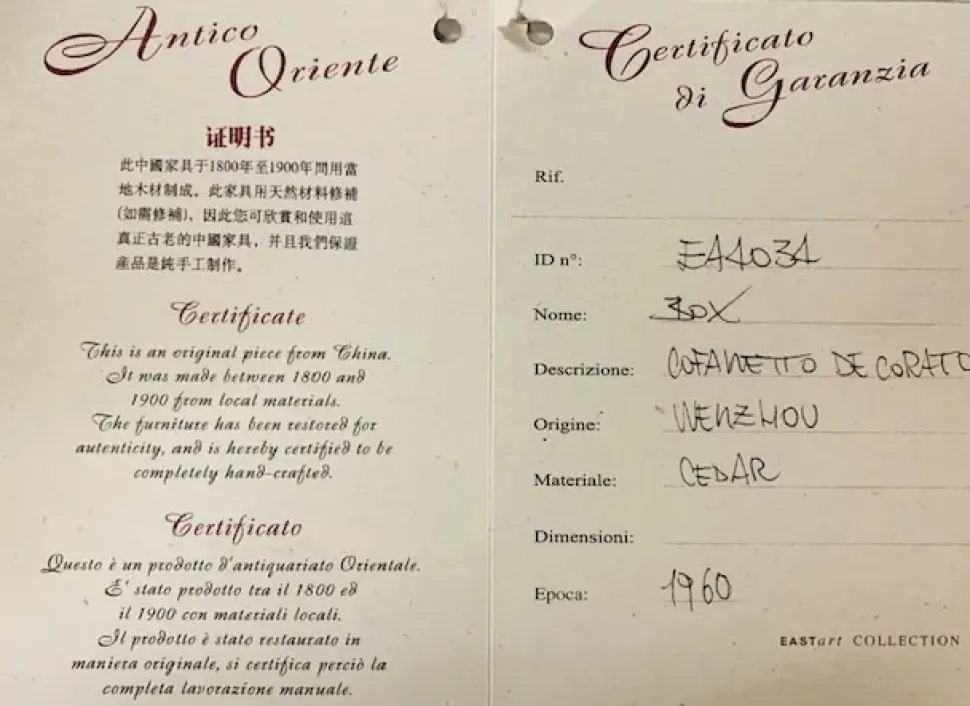 Antico
Oriente
证明书
此中國家具于1800年至1900年間用當
地木材制成。此家具用天然材料修補
(如需修補)，因此您可欣賞和使用這
真正古老的中國家具，并且我們保證
産品是純手工制作。
Certificate
This is an original piece from China.
It was made between 1800 and
1900 from local materials.
The furniture has been restored for
autenticity, and is hereby certified to be
completely hand-crafted.
Certificato
Questo è un prodotto d'antiquariato Orientale.
E' stato prodotto tra il 1800 ed
il 1900 con materiali locali.
Il prodotto è stato restaurato in
maniera originale, si certifica perciò la
completa lavorazione manuale.
Certificato
di Garanzia
Rif.
ID n°: EA4034
Nome: BOX
Descrizione: COFANETTO DECORATO
Origine: WENZHOU
Materiale: CEDAR
Dimensioni:
Epoca: 1960
EASTart COLLECTION